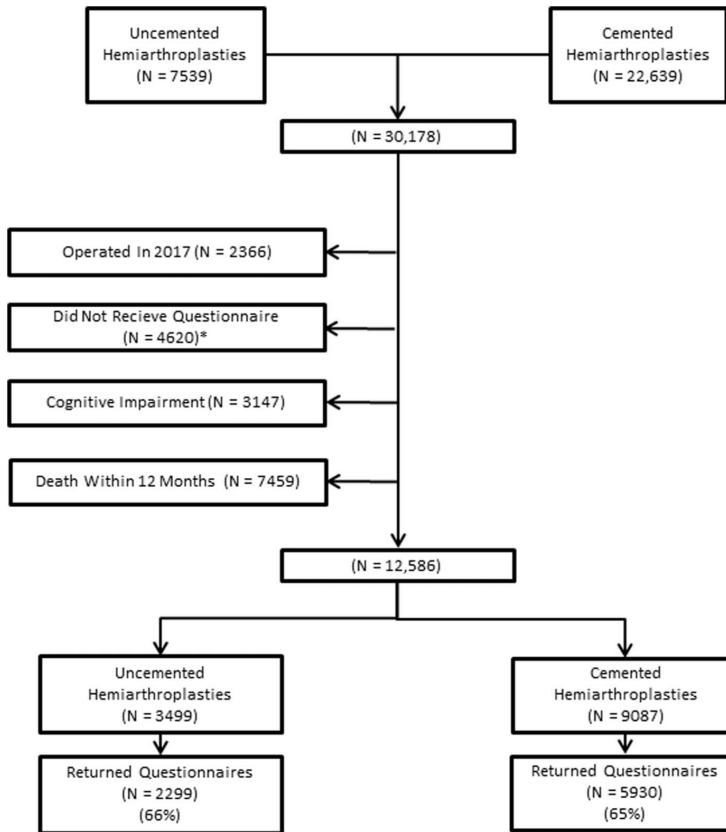 Uncemented
Hemiarthroplasties
(N = 7539)
Cemented
Hemiarthroplasties
(N = 22,639)
(N = 30,178)
Operated In 2017 (N = 2366)
Did Not Recieve Questionnaire
(N = 4620)*
Cognitive Impairment (N = 3147)
Death Within 12 Months (N = 7459)
(N = 12,586)
Uncemented
Hemiarthroplasties
(N = 3499)
Cemented
Hemiarthroplasties
(N = 9087)
Returned Questionnaires
(N = 2299)
(66%)
Returned Questionnaires
(N = 5930)
(65%)